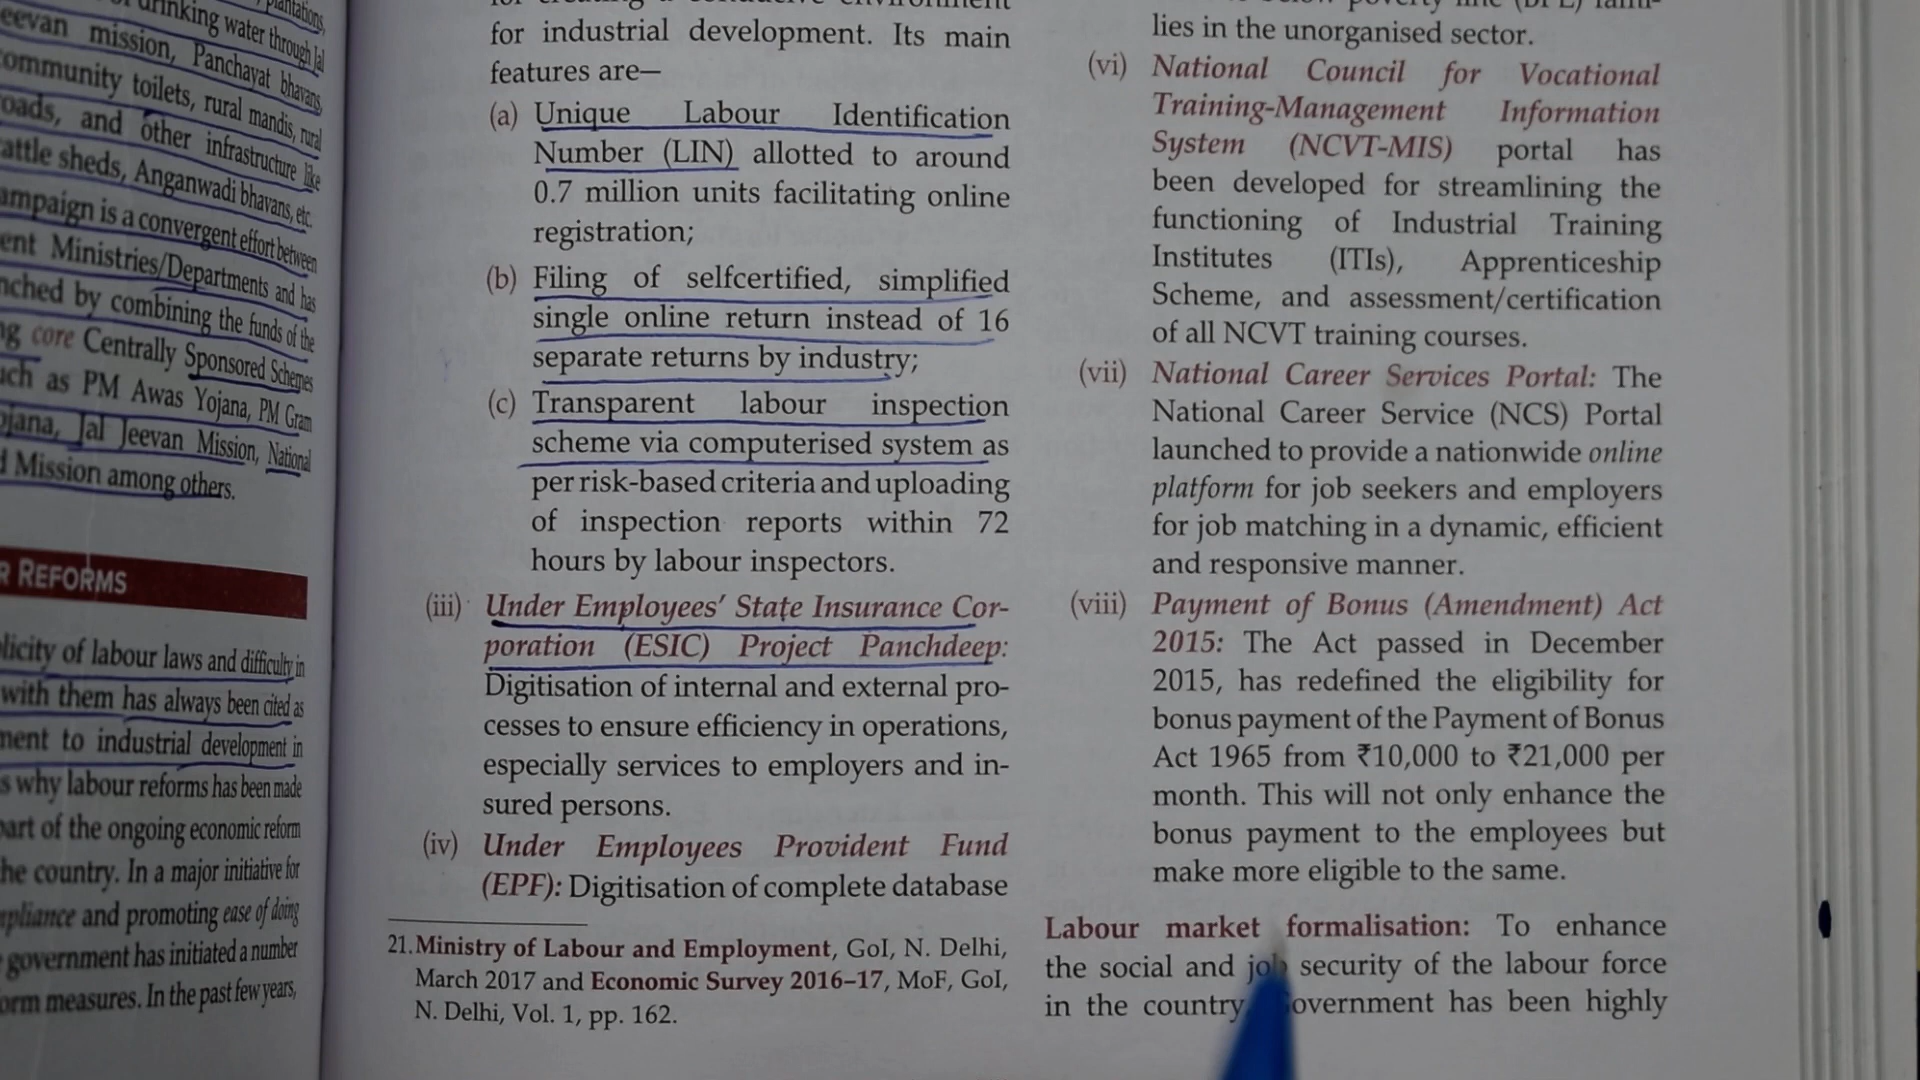 drinking water through Jal
mission, Panchayat bhavans,
community toilets, rural mandis, rural
and other infrastructure like
sheds, Anganwadi bhavans, etc.
is a convergent effort between
Ministries/Departments and has
by combining the funds of the
core Centrally Sponsored Schemes
as PM Awas Yojana, PM Gram
Jal Jeevan Mission, National
Mission among others.
REFORMS
of labour laws and difficulty in
with them has always been cited as
to industrial development in
why labour reforms has been made
of the ongoing economic reform
the country. In a major initiative for
and promoting ease of doing
government has initiated a number
measures. In the past few years,
for industrial development. Its main
features are—
(a) Unique Labour Identification
Number (LIN) allotted to around
0.7 million units facilitating online
registration;
(b) Filing of selfcertified, simplified
single online return instead of 16
separate returns by industry;
(c) Transparent labour inspection
scheme via computerised system as
per risk-based criteria and uploading
of inspection reports within 72
hours by labour inspectors.
(iii) Under Employees' State Insurance Cor-
poration (ESIC) Project Panchdeep:
Digitisation of internal and external pro-
cesses to ensure efficiency in operations,
especially services to employers and in-
sured persons.
(iv) Under Employees Provident Fund
(EPF): Digitisation of complete database
21. Ministry of Labour and Employment, GoI, N. Delhi,
March 2017 and Economic Survey 2016–17, MoF, GoI,
N. Delhi, Vol. 1, pp. 162.
lies in the unorganised sector.
(vi) National Council for Vocational
Training-Management Information
System (NCVT-MIS) portal has
been developed for streamlining the
functioning of Industrial Training
Institutes (ITIs), Apprenticeship
Scheme, and assessment/certification
of all NCVT training courses.
(vii) National Career Services Portal: The
National Career Service (NCS) Portal
launched to provide a nationwide online
platform for job seekers and employers
for job matching in a dynamic, efficient
and responsive manner.
(viii) Payment of Bonus (Amendment) Act
2015: The Act passed in December
2015, has redefined the eligibility for
bonus payment of the Payment of Bonus
Act 1965 from ₹10,000 to ₹21,000 per
month. This will not only enhance the
bonus payment to the employees but
make more eligible to the same.
Labour market formalisation: To enhance
the social and job security of the labour force
in the country has been highly